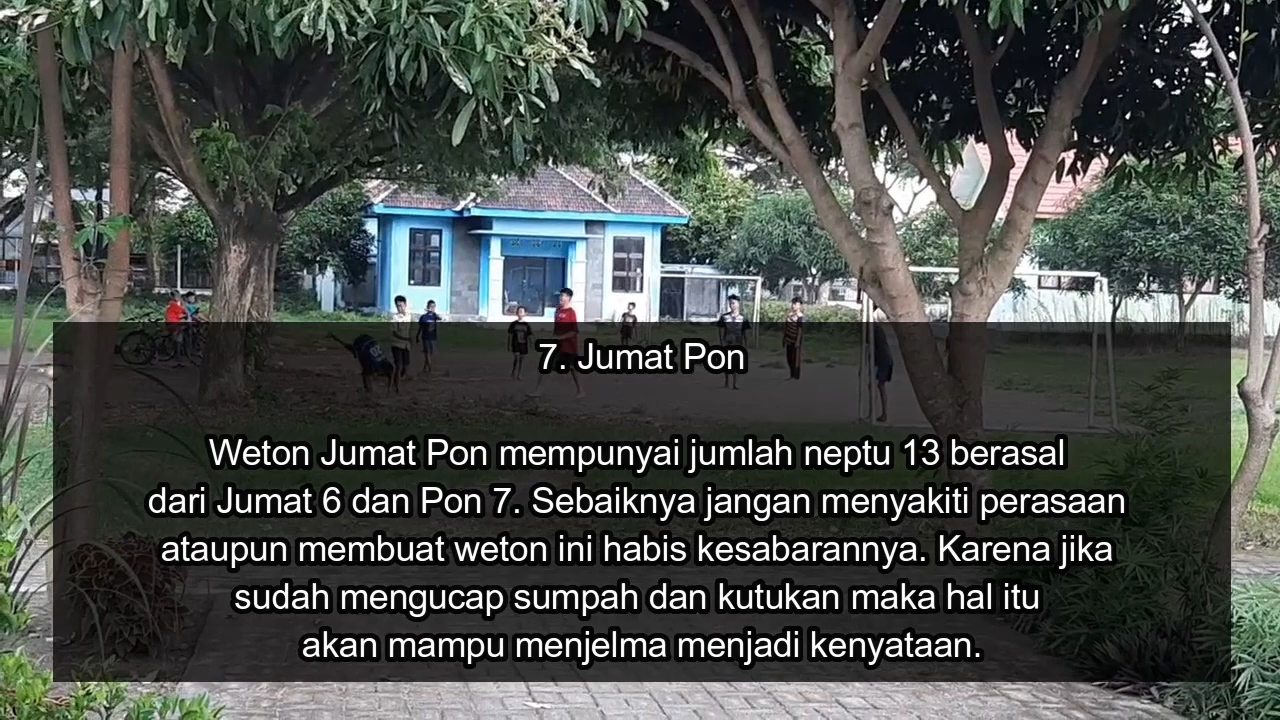 7. Jumat Pon
Weton Jumat Pon mempunyai jumlah neptu 13 berasal
dari Jumat 6 dan Pon 7. Sebaiknya jangan menyakiti perasaan
ataupun membuat weton ini habis kesabarannya. Karena jika
sudah mengucap sumpah dan kutukan maka hal itu
akan mampu menjelma menjadi kenyataan.